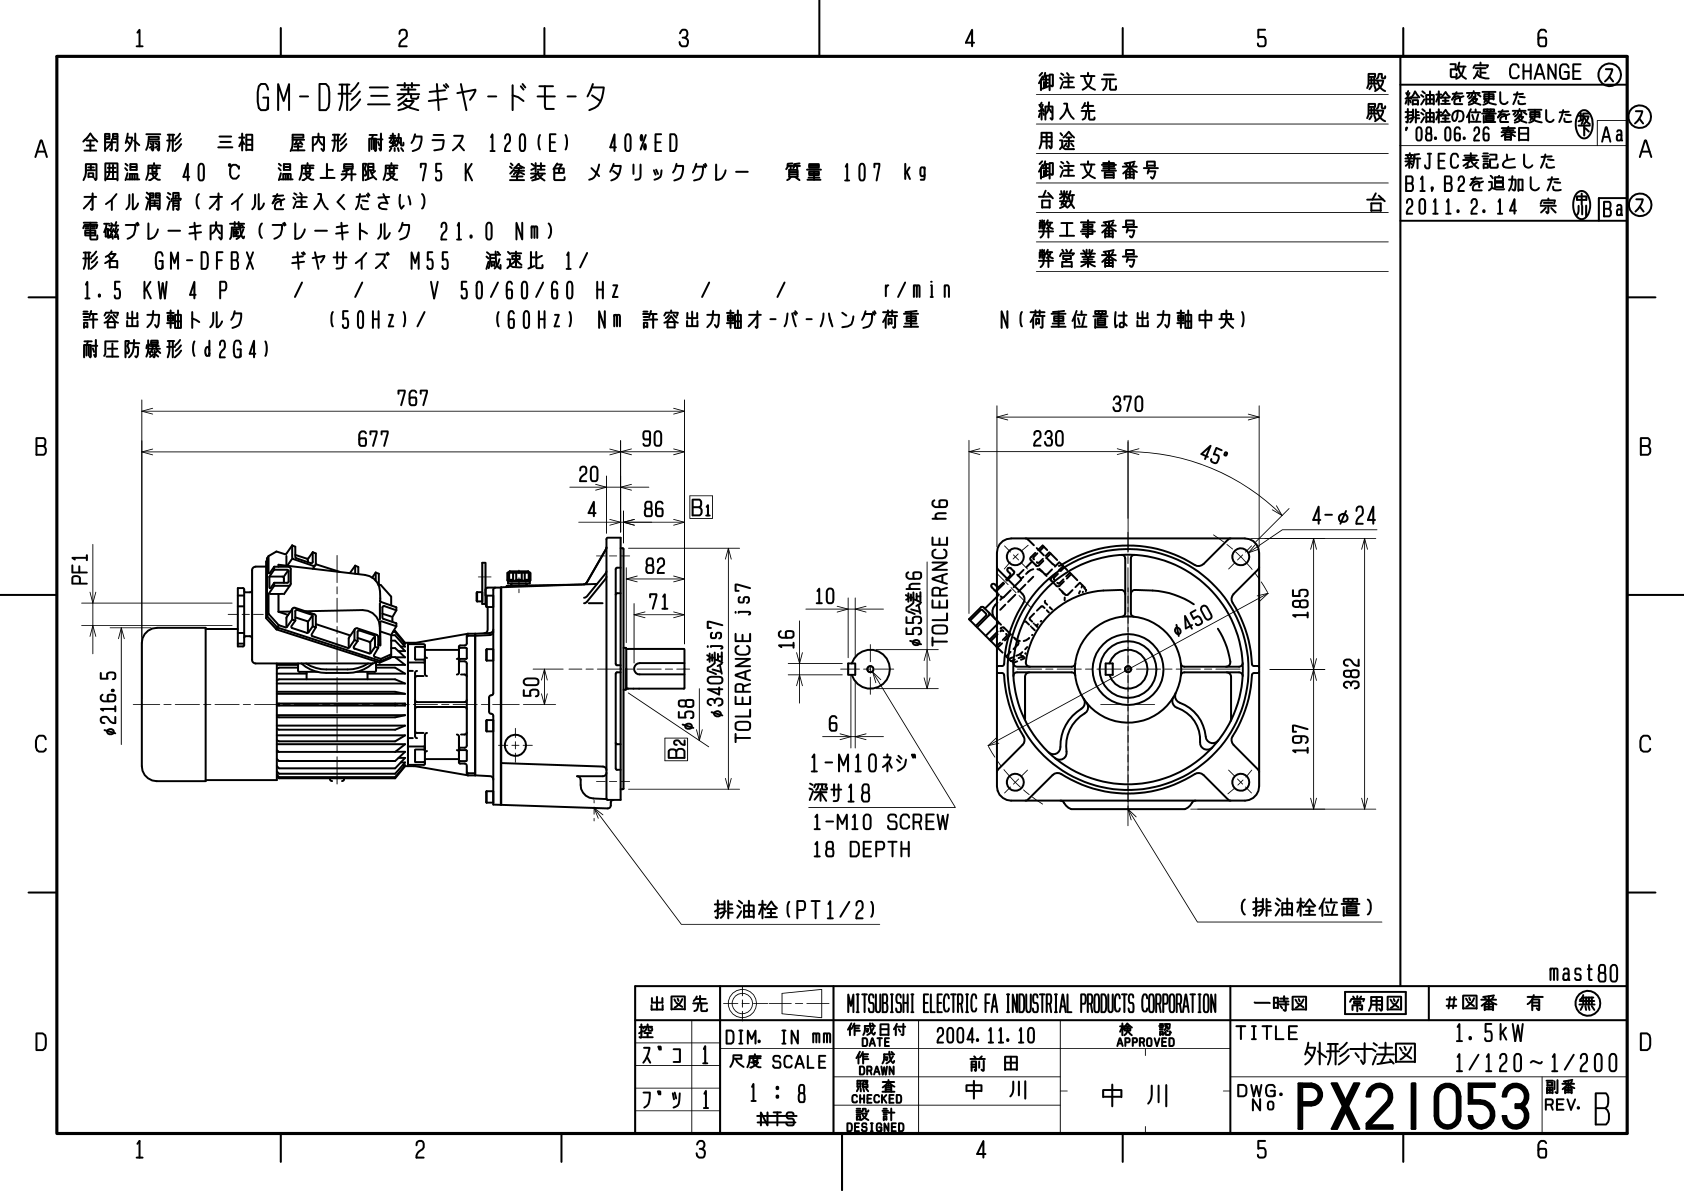 1 2 3 4 5 6
A
B
C
D
GM-D形三菱ギヤードモータ
全閉外扇形 三相 屋内形 耐熱クラス 120(E) 40%ED
周囲温度 40 ℃ 温度上昇限度 75 K 塗装色 メタリックグレー 質量 107 kg
オイル潤滑(オイルを注入ください)
電磁ブレーキ内蔵(ブレーキトルク 21.0 Nm)
形名 GM-DFBX ギヤサイズ M55 減速比 1/
1.5 KW 4 P / / V 50/60/60 Hz / / r/min
許容出力軸トルク (50Hz)/ (60Hz) Nm 許容出力軸オーバーハング荷重 N(荷重位置は出力軸中央)
耐圧防爆形(d2G4)
御注文元 殿
納入先 殿
用途
御注文書番号
台数 台
弊工事番号
弊営業番号
改定 CHANGE ス
給油栓を変更した
排油栓の位置を変更した
'08.06.26 春日 坂下 Aa ス
新JEC表記とした
B1,B2を追加した
2011.2.14 宗 中川 Ba ス
A
B
C
D
767
677
90
20
4
86
B1
82
71
PF1
φ216.5
50
φ58
B2
φ340公差js7
TOLERANCE js7
10
16
6
φ55公差h6
TOLERANCE h6
1-M10ネジ
深サ18
1-M10 SCREW
18 DEPTH
370
230
45°
4-φ24
φ450
185
382
197
排油栓(PT1/2)
(排油栓位置)
mast80
出図先
控
ズコ 1
ブツ 1
DIM. IN mm
尺度 SCALE
1 : 8
NTS
MITSUBISHI ELECTRIC FA INDUSTRIAL PRODUCTS CORPORATION
作成日付
DATE
2004.11.10
検 認
APPROVED
作 成
DRAWN
前 田
照 査
CHECKED
中 川
中 川
設 計
DESIGNED
一時図 常用図 #図番 有 無
TITLE
外形寸法図
1.5kW
1/120~1/200
DWG.
No
PX21053
副番
REV.
B
1 2 3 4 5 6